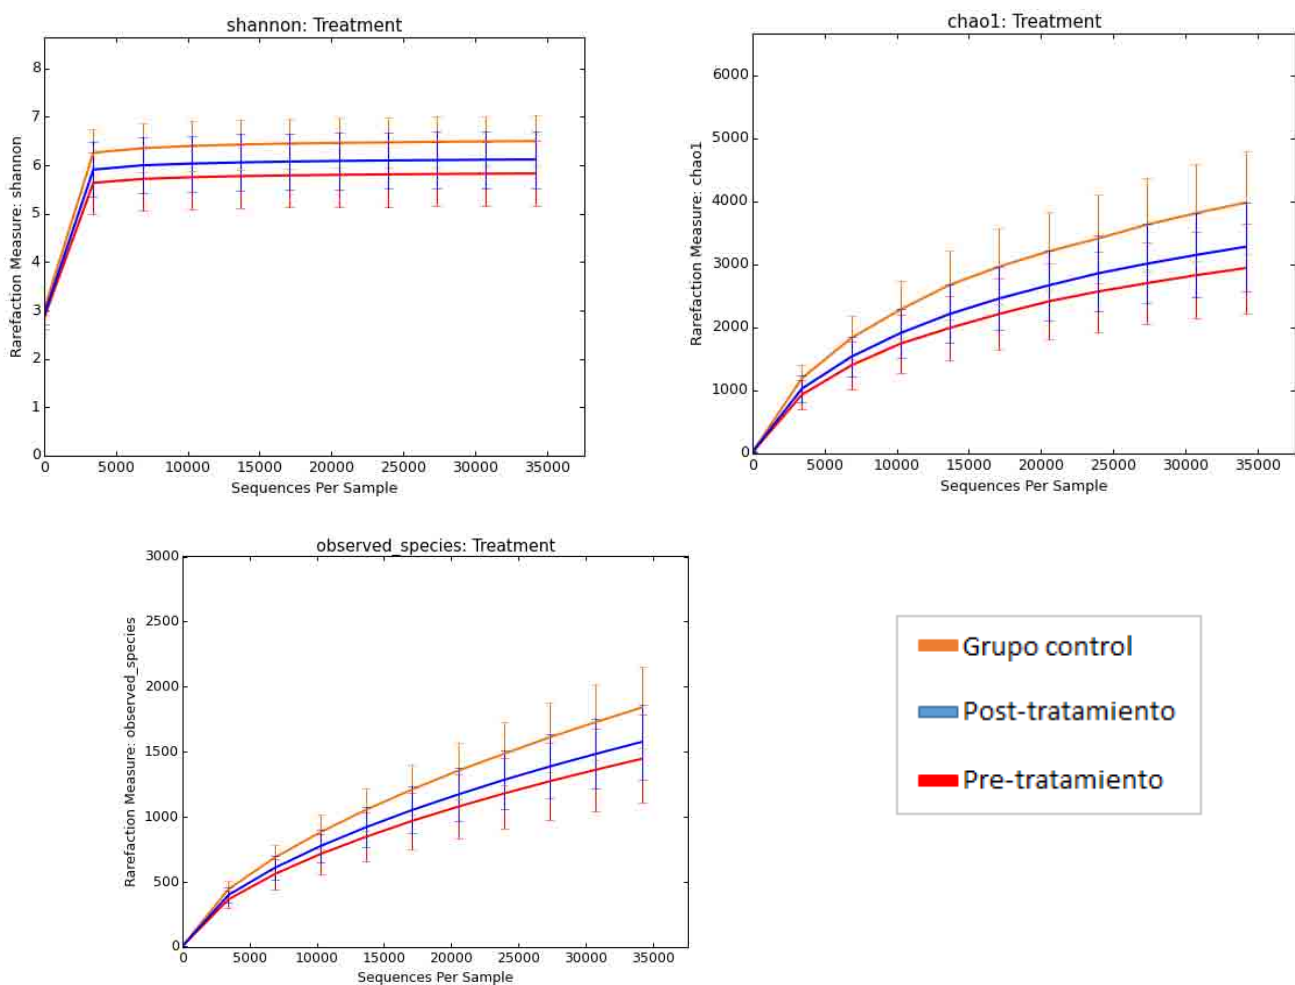 shannon: Treatment
8
7
6
5
4
3
2
1
0
Rarefaction Measure: shannon
0 5000 10000 15000 20000 25000 30000 35000
Sequences Per Sample
chao1: Treatment
6000
5000
4000
3000
2000
1000
0
Rarefaction Measure: chao1
0 5000 10000 15000 20000 25000 30000 35000
Sequences Per Sample
observed_species: Treatment
3000
2500
2000
1500
1000
500
0
Rarefaction Measure: observed_species
0 5000 10000 15000 20000 25000 30000 35000
Sequences Per Sample
Grupo control
Post-tratamiento
Pre-tratamiento